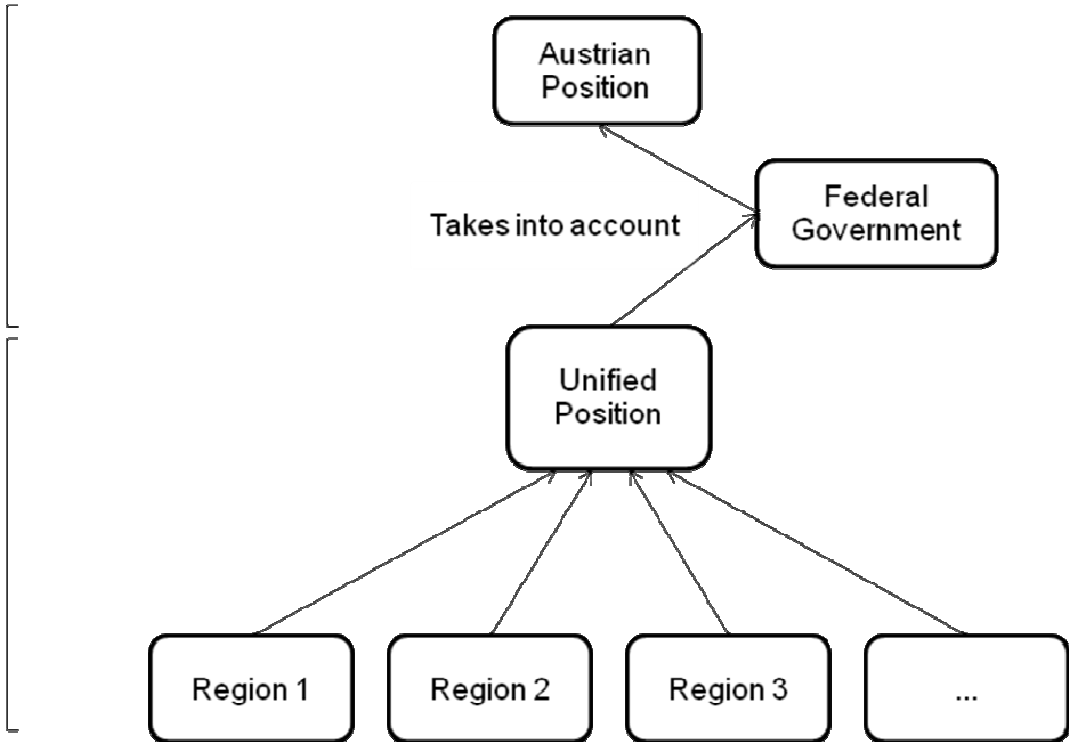 Austrian
Position
Federal
Government
Takes into account
Unified
Position
Region 1
Region 2
Region 3
...